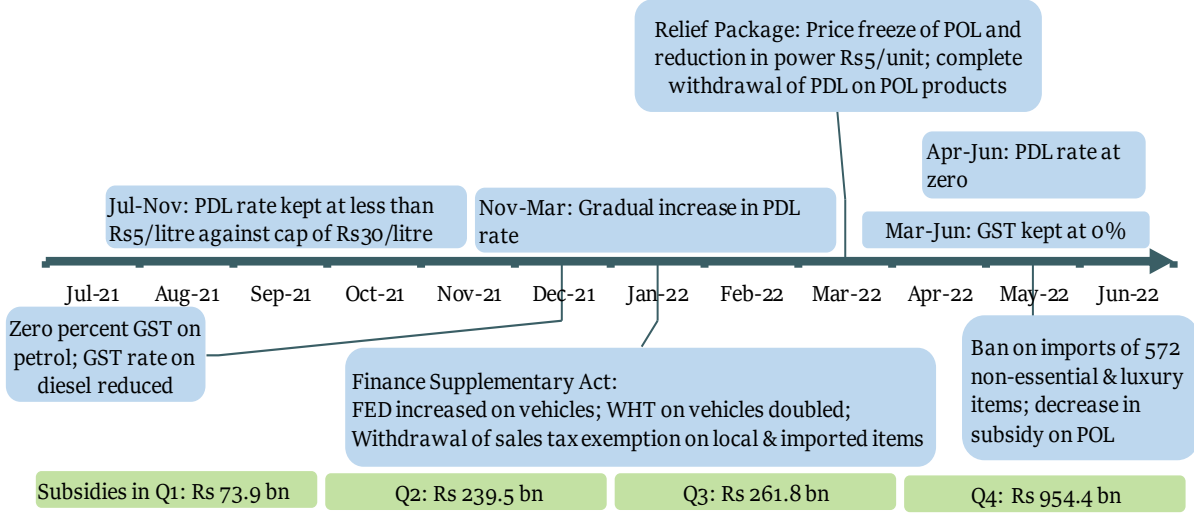 Relief Package: Price freeze of POL and
reduction in power Rs5/unit; complete
withdrawal of PDL on POL products
Apr-Jun: PDL rate at
zero
Jul-Nov: PDL rate kept at less than
Rs5/litre against cap of Rs30/litre
Nov-Mar: Gradual increase in PDL
rate
Mar-Jun: GST kept at 0%
Jul-21 Aug-21 Sep-21 Oct-21 Nov-21 Dec-21 Jan-22 Feb-22 Mar-22 Apr-22 May-22 Jun-22
Zero percent GST on
petrol; GST rate on
diesel reduced
Finance Supplementary Act:
FED increased on vehicles; WHT on vehicles doubled;
Withdrawal of sales tax exemption on local & imported items
Ban on imports of 572
non-essential & luxury
items; decrease in
subsidy on POL
Subsidies in Q1: Rs 73.9 bn
Q2: Rs 239.5 bn
Q3: Rs 261.8 bn
Q4: Rs 954.4 bn